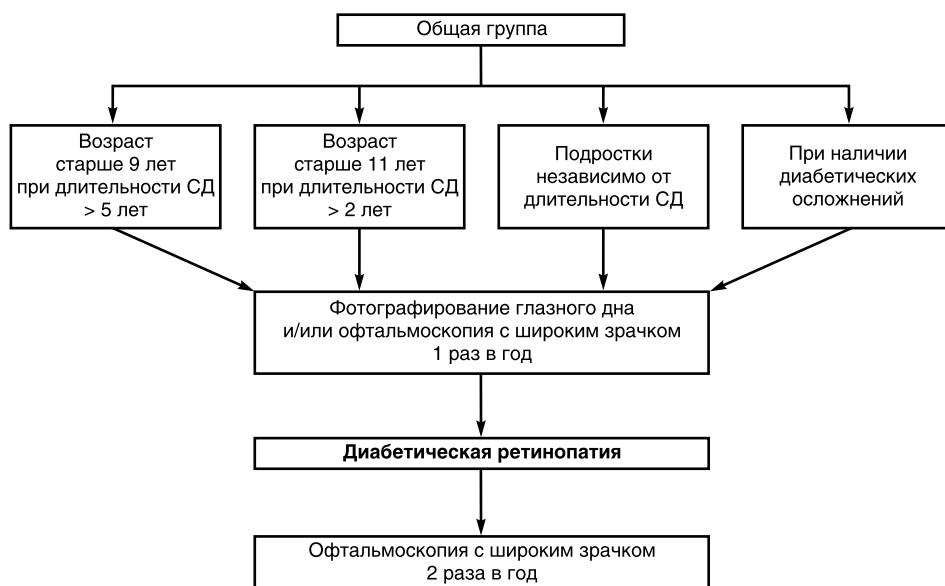 Общая группа
Возраст
старше 9 лет
при длительности СД
> 5 лет
Возраст
старше 11 лет
при длительности СД
> 2 лет
Подростки
независимо от
длительности СД
При наличии
диабетических
осложнений
Фотографирование глазного дна
и/или офтальмоскопия с широким зрачком
1 раз в год
Диабетическая ретинопатия
Офтальмоскопия с широким зрачком
2 раза в год